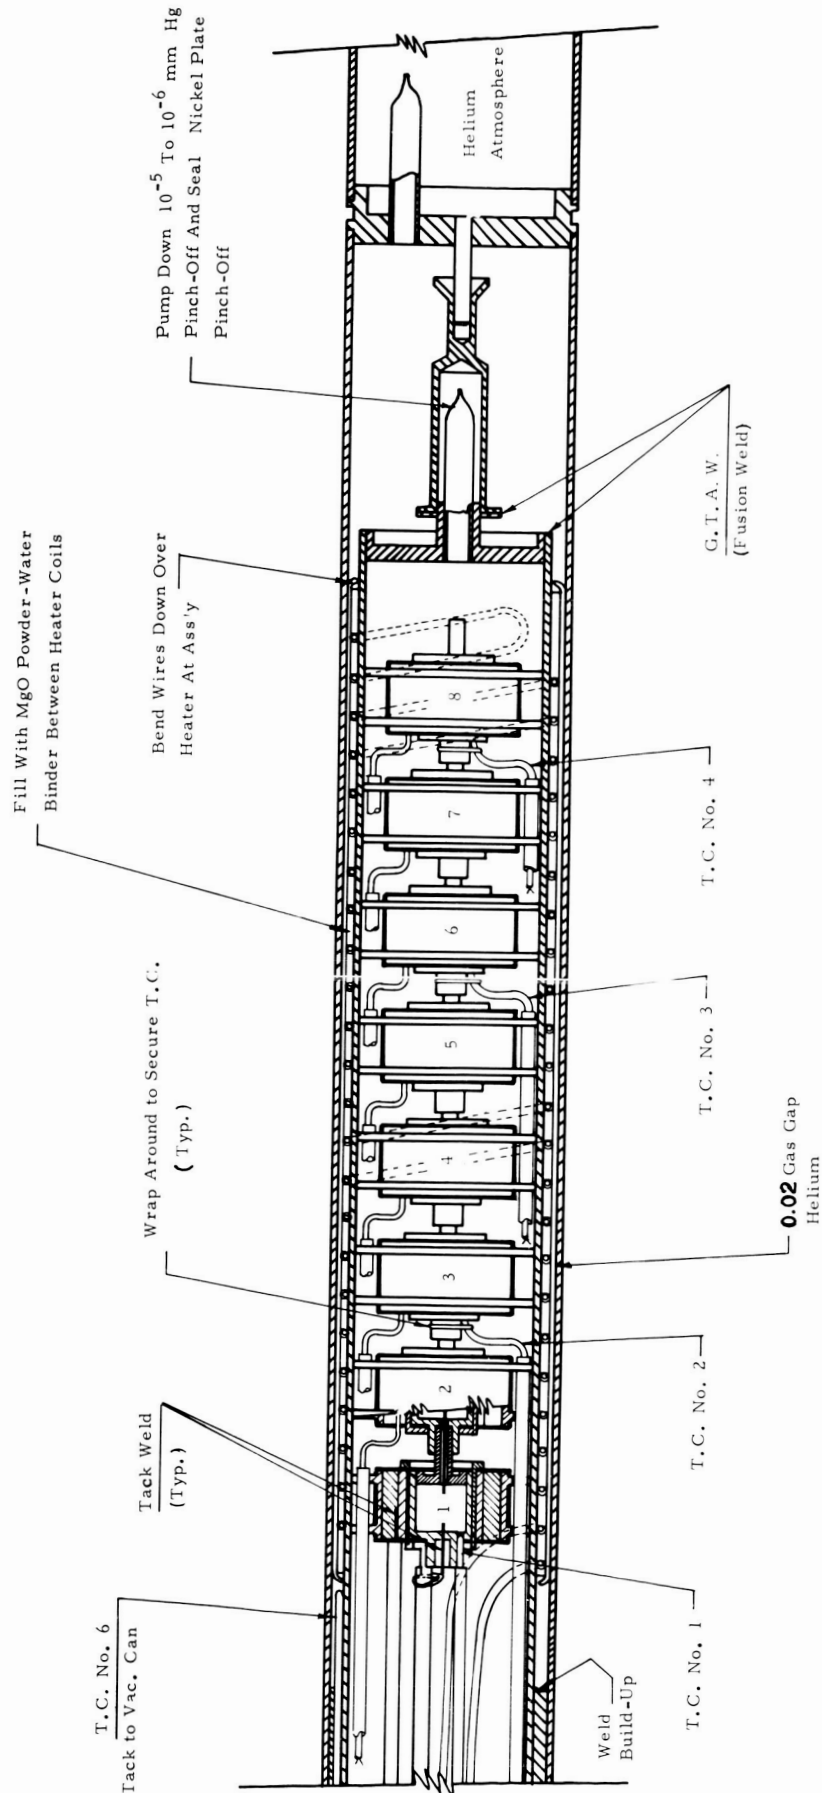 T.C. No. 6
Tack to Vac. Can
Tack Weld
(Typ.)
Wrap Around to Secure T.C.
(Typ.)
Fill With MgO Powder-Water
Binder Between Heater Coils
Bend Wires Down Over
Heater At Ass'y
Pump Down 10⁻⁵ To 10⁻⁶ mm Hg
Pinch-Off And Seal Nickel Plate
Pinch-Off
Helium
Atmosphere
1
2
3
4
5
6
7
8
Weld
Build-Up
T.C. No. 1
T.C. No. 2
0.02 Gas Gap
Helium
T.C. No. 3
T.C. No. 4
G.T.A.W.
(Fusion Weld)